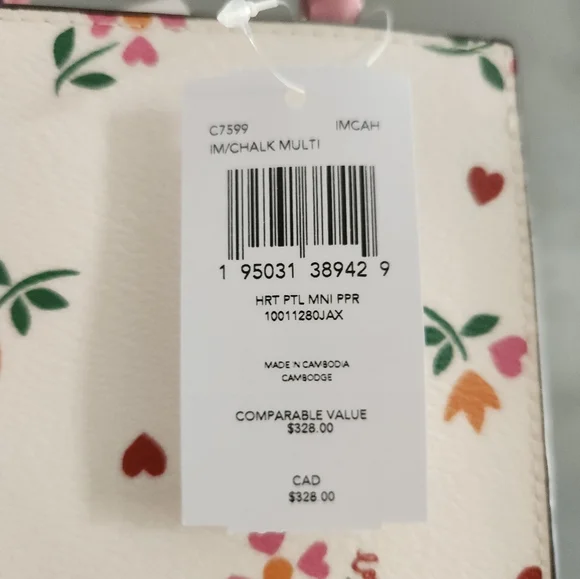 C7599 IMCAH
IM/CHALK MULTI
1 95031 38942 9
HRT PTL MNI PPR
10011280JAX
MADE IN CAMBODIA
CAMBODGE
COMPARABLE VALUE
$328.00
CAD
$328.00